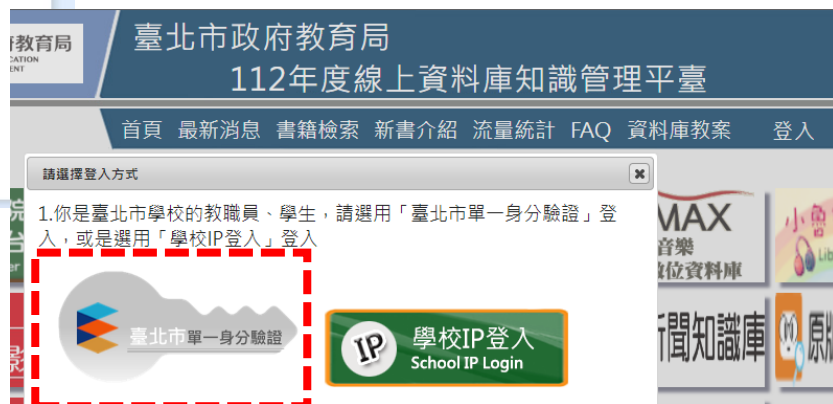 教育局
臺北市政府教育局
112年度線上資料庫知識管理平臺
首頁 最新消息 書籍檢索 新書介紹 流量統計 FAQ 資料庫教案 登入
請選擇登入方式
1.你是臺北市學校的教職員、學生，請選用「臺北市單一身分驗證」登
入，或是選用「學校IP登入」登入
臺北市單一身分驗證
IP
學校IP登入
School IP Login
MAX
音樂
數位資料庫
小魯
Lib
聞知識庫
原版